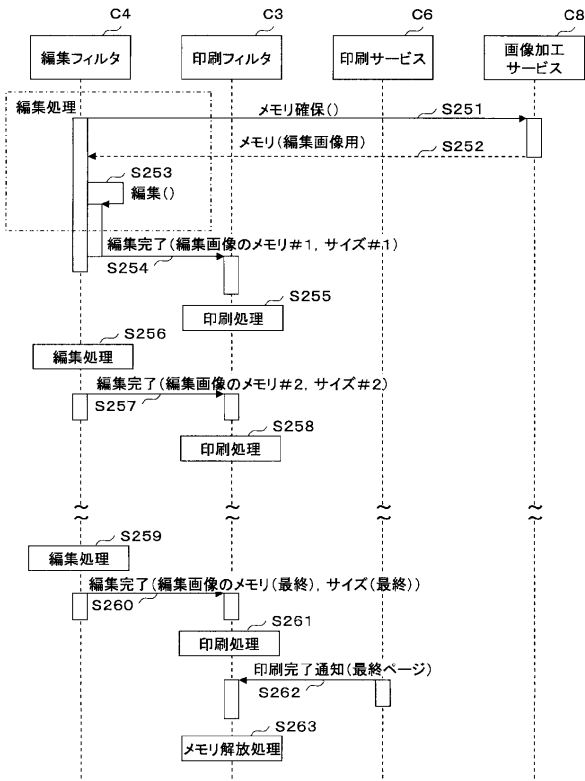 C4
C3
C6
C8
編集フィルタ
印刷フィルタ
印刷サービス
画像加工
サービス
編集処理
メモリ確保()
S251
メモリ(編集画像用)
S252
S253
編集()
編集完了(編集画像のメモリ#1, サイズ#1)
S254
S255
印刷処理
S256
編集処理
編集完了(編集画像のメモリ#2, サイズ#2)
S257
S258
印刷処理
S259
編集処理
編集完了(編集画像のメモリ(最終), サイズ(最終))
S260
S261
印刷処理
印刷完了通知(最終ページ)
S262
S263
メモリ解放処理